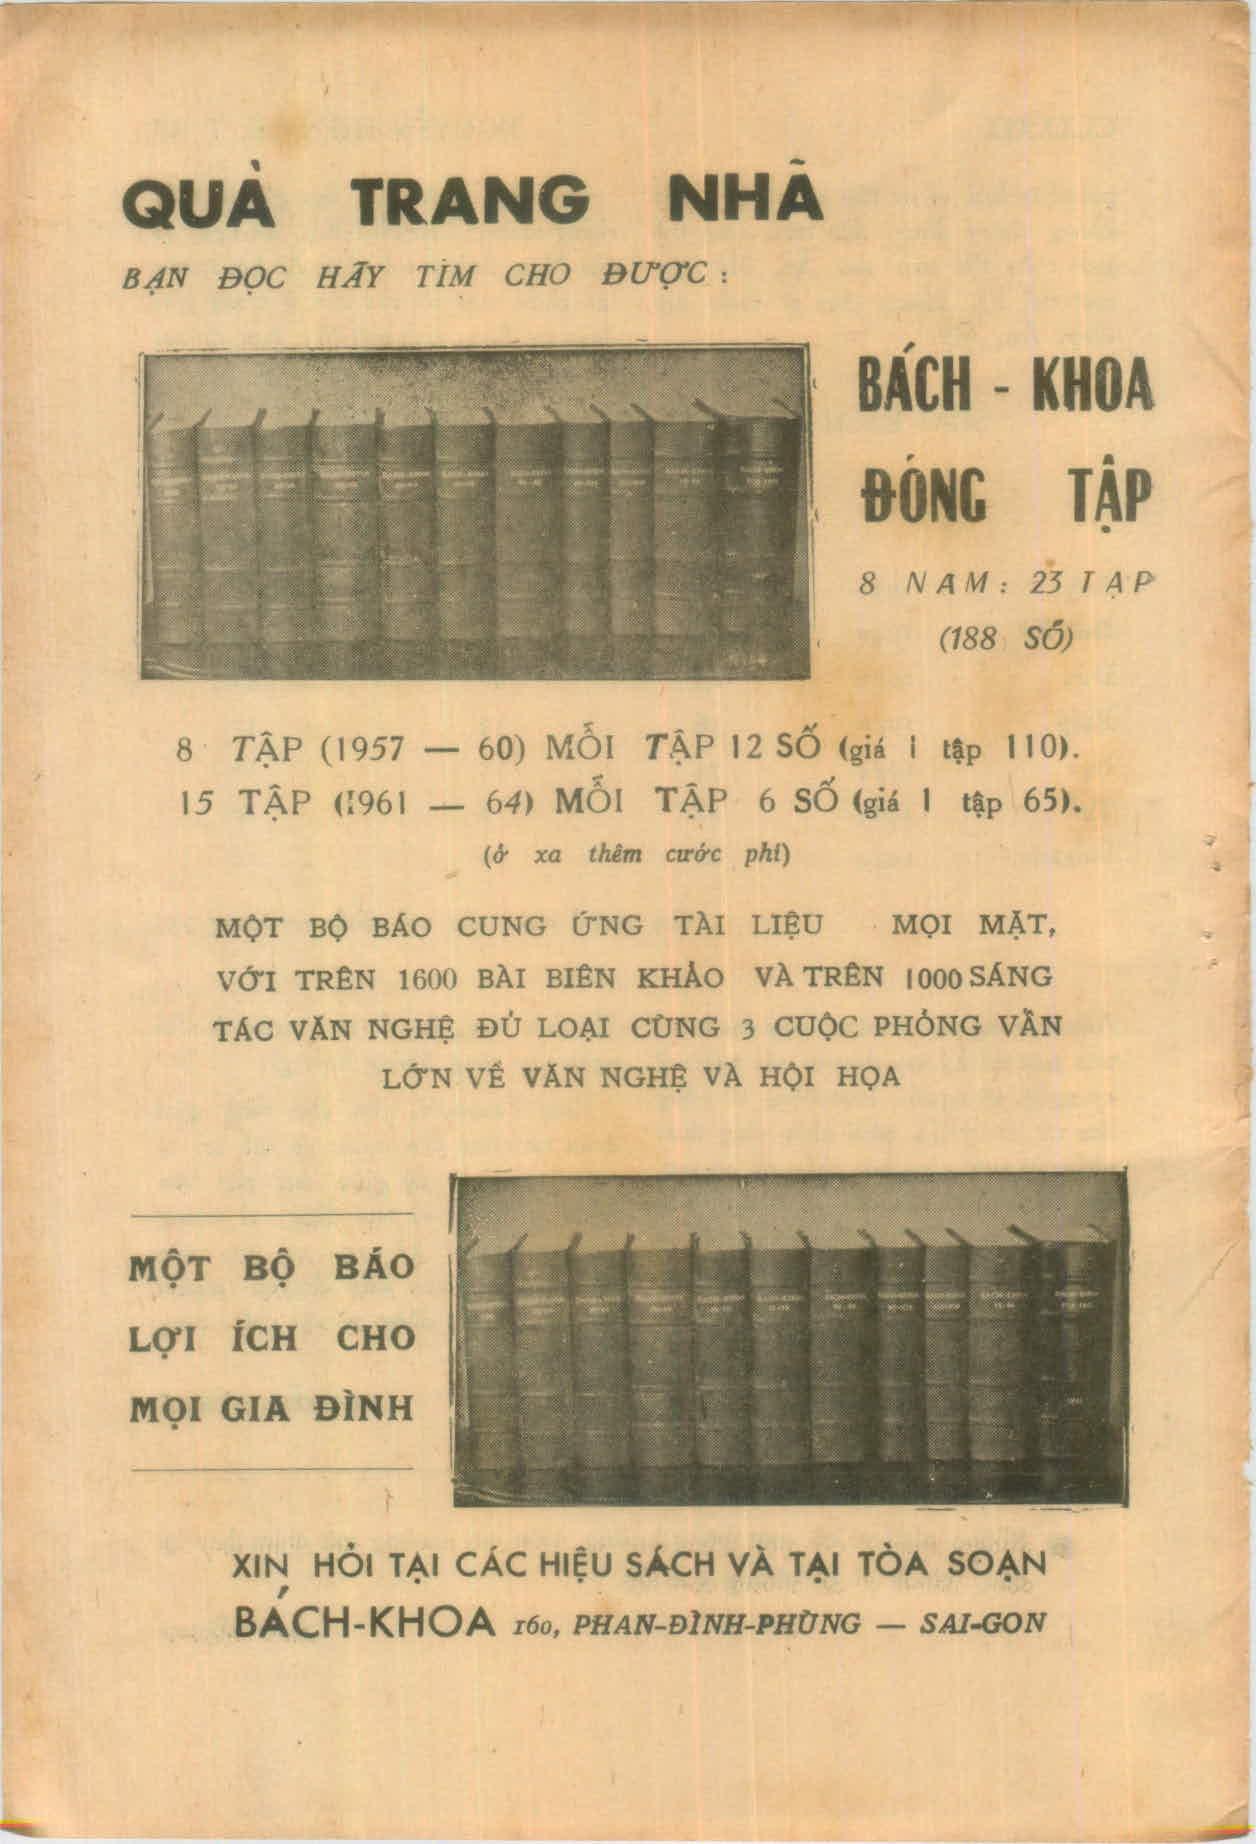 QUÀ TRANG NHÃ
BẠN ĐỌC HÃY TÌM CHO ĐƯỢC :
BÁCH - KHOA
ĐÓNG TẬP
8 NAM : 23 TẠP
(188 SỐ)
8 TẬP (1957 — 60) MỖI TẬP 12 SỐ (giá 1 tập 110).
15 TẬP (1961 — 64) MỖI TẬP 6 SỐ (giá 1 tập 65).
(ở xa thêm cước phí)
MỘT BỘ BÁO CUNG ỨNG TÀI LIỆU MỌI MẶT,
VỚI TRÊN 1600 BÀI BIÊN KHẢO VÀ TRÊN 1000 SÁNG
TÁC VĂN NGHỆ ĐỦ LOẠI CÙNG 3 CUỘC PHỎNG VẤN
LỚN VỀ VĂN NGHỆ VÀ HỘI HỌA
MỘT BỘ BÁO
LỢI ÍCH CHO
MỌI GIA ĐÌNH
XIN HỎI TẠI CÁC HIỆU SÁCH VÀ TẠI TÒA SOẠN
BÁCH-KHOA 160, PHAN-ĐÌNH-PHÙNG — SAI-GON